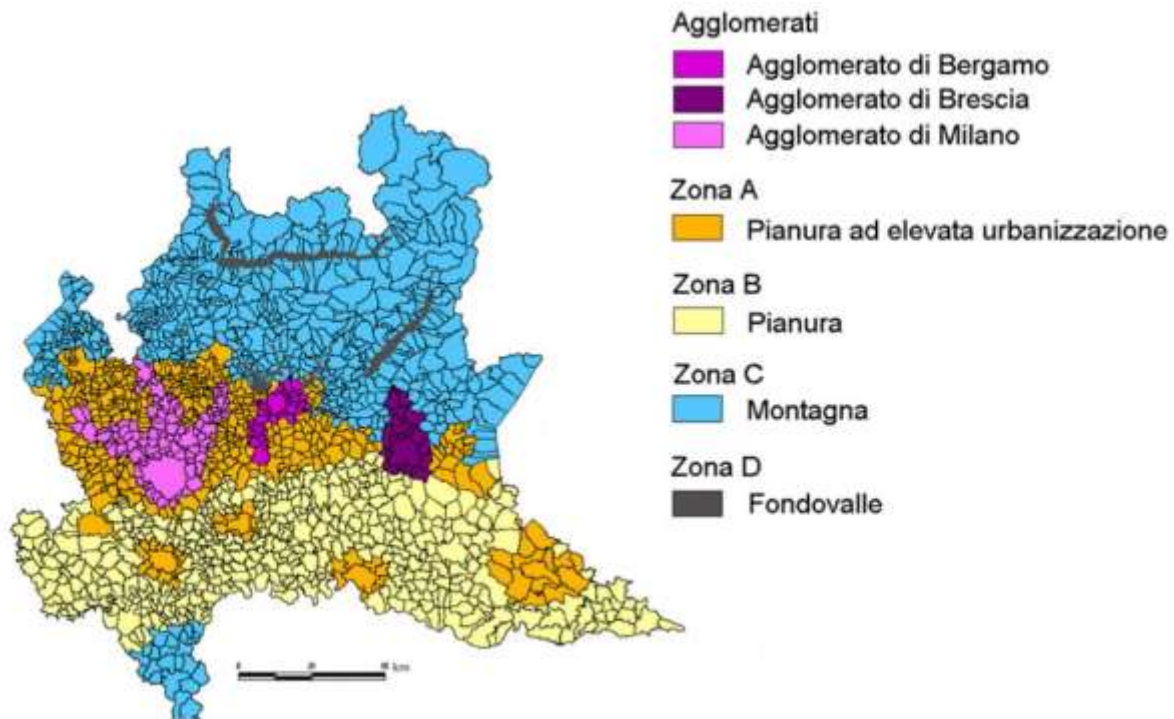 Agglomerati
Agglomerato di Bergamo
Agglomerato di Brescia
Agglomerato di Milano
Zona A
Pianura ad elevata urbanizzazione
Zona B
Pianura
Zona C
Montagna
Zona D
Fondovalle
km